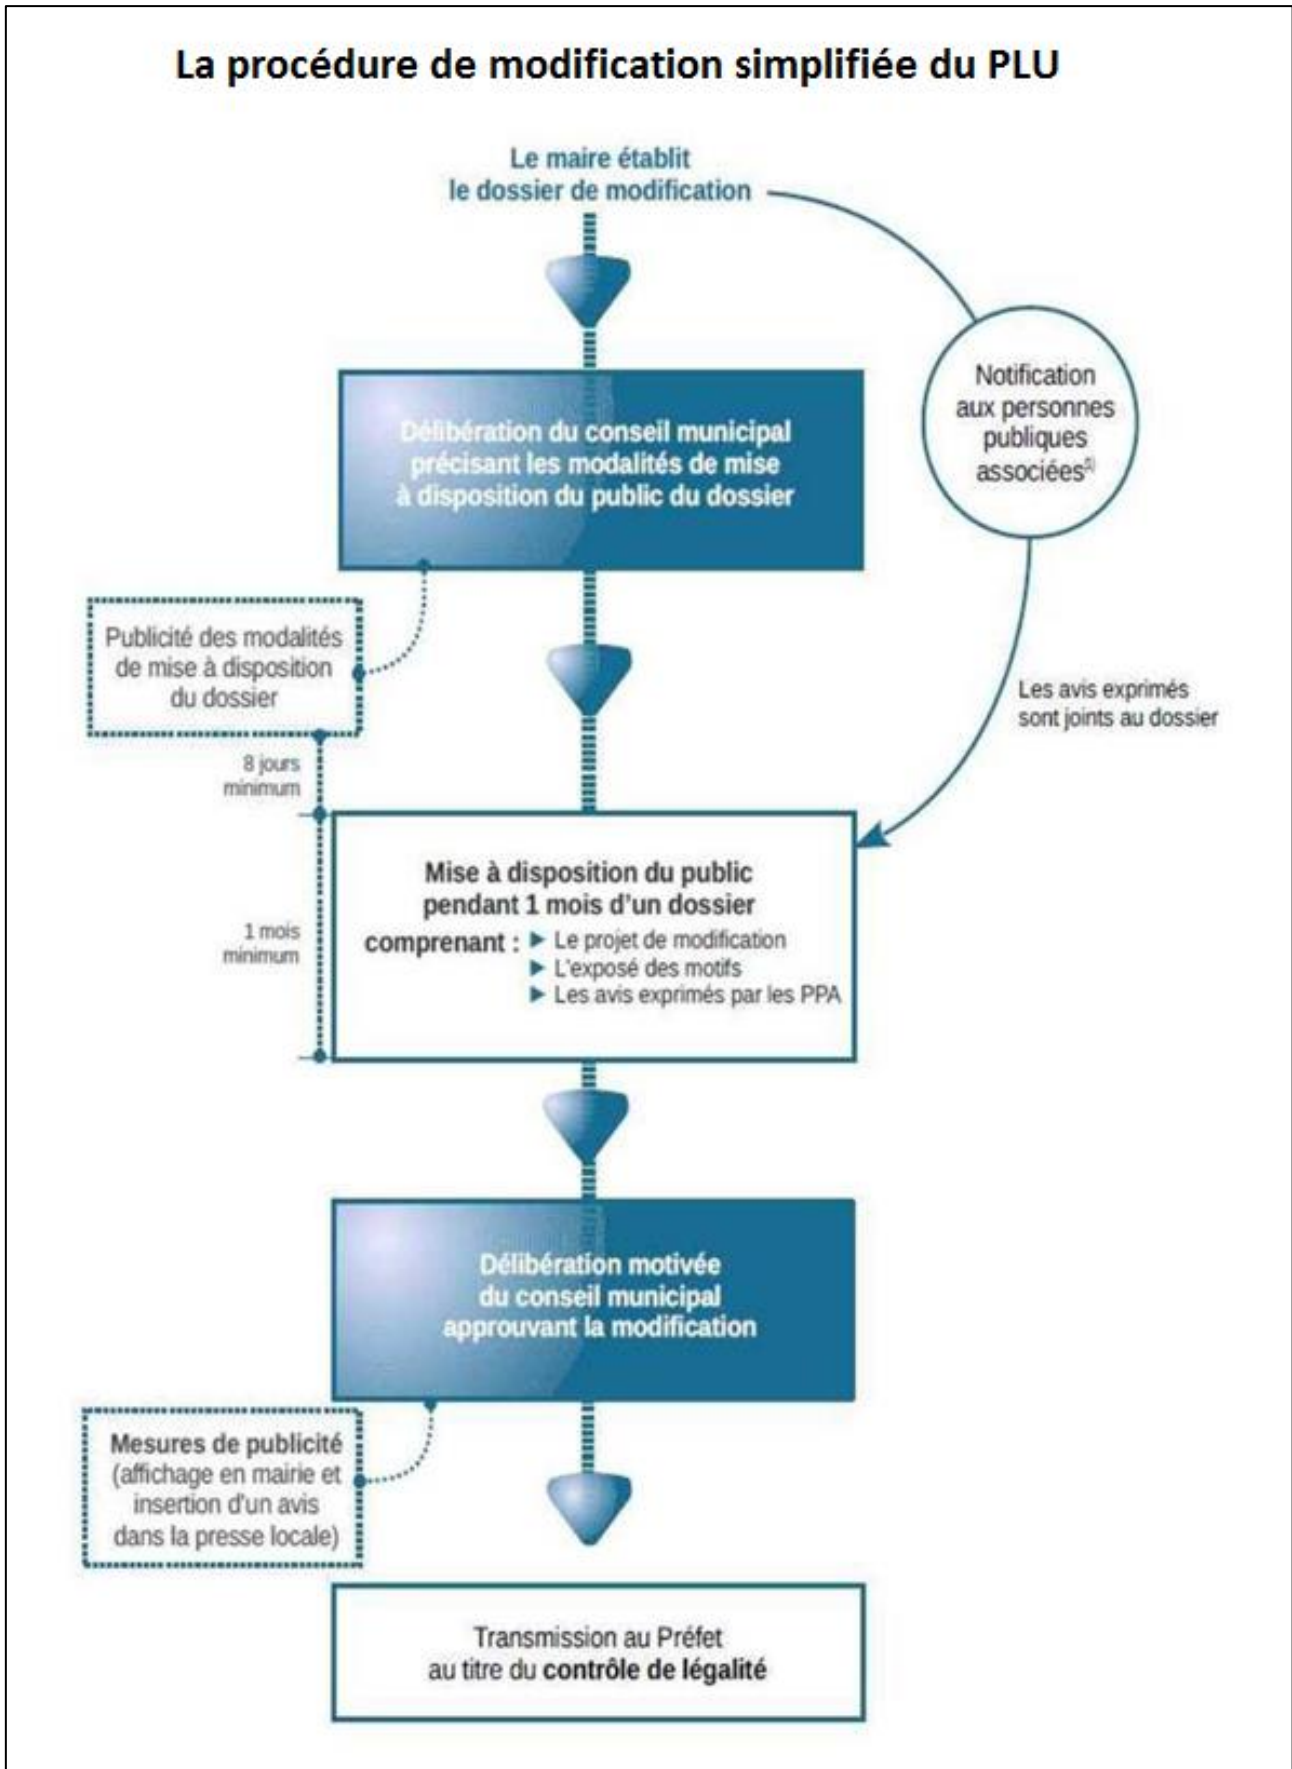 La procédure de modification simplifiée du PLU
Le maire établit
le dossier de modification
Notification
aux personnes
publiques
associées
Délibération du conseil municipal
précisant les modalités de mise
à disposition du public du dossier
Publicité des modalités
de mise à disposition
du dossier
Les avis exprimés
sont joints au dossier
8 jours
minimum
Mise à disposition du public
pendant 1 mois d'un dossier
comprenant : ▶ Le projet de modification
▶ L'exposé des motifs
▶ Les avis exprimés par les PPA
1 mois
minimum
Délibération motivée
du conseil municipal
approuvant la modification
Mesures de publicité
(affichage en mairie et
insertion d'un avis
dans la presse locale)
Transmission au Préfet
au titre du contrôle de légalité